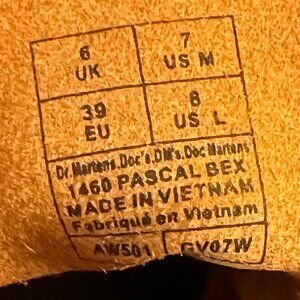 6 UK 7 US M
39 EU 8 US L
Dr.Martens.Doc's.DM's.Doc Martens
1460 PASCAL BEX
MADE IN VIETNAM
Fabriqué en Vietnam
AW501 GV07W